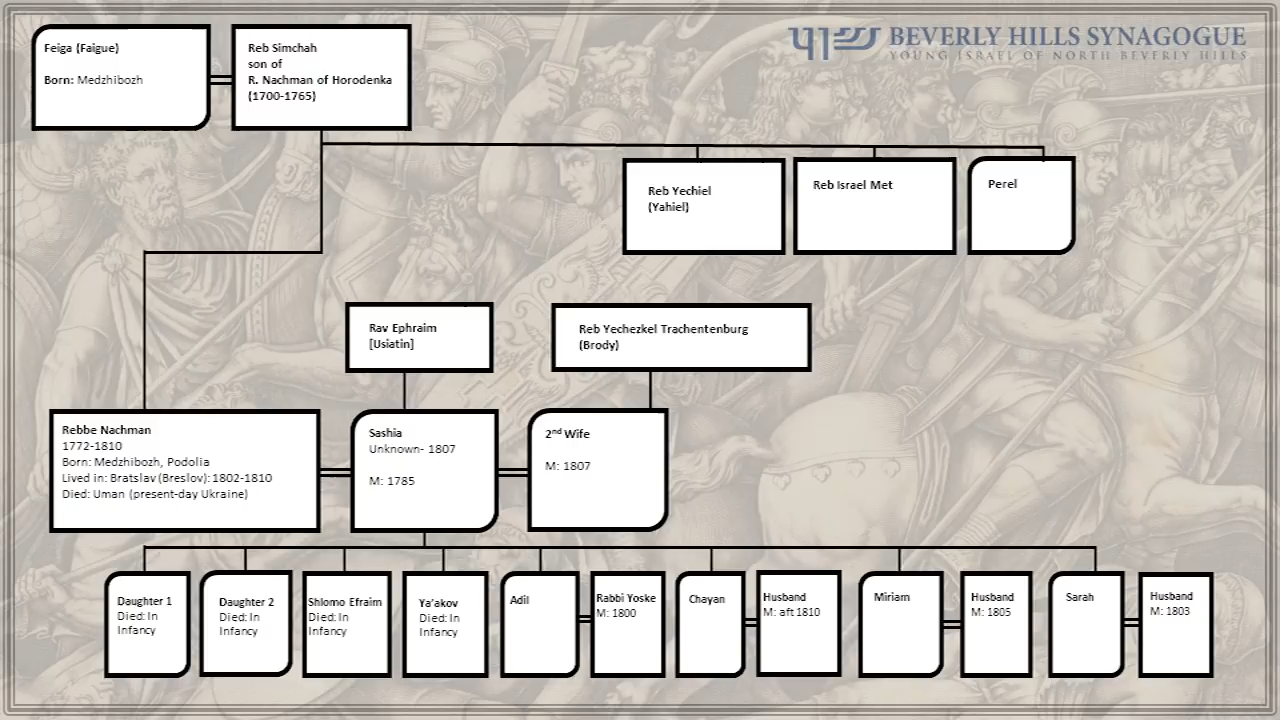 Feiga (Faigue)
Born: Medzhibozh
Reb Simchah
son of
R. Nachman of Horodenka
(1700-1765)
BEVERLY HILLS SYNAGOGUE
YOUNG ISRAEL OF NORTH BEVERLY HILLS
Reb Yechiel
(Yahiel)
Reb Israel Met
Perel
Rav Ephraim
[Usiatin]
Reb Yechezkel Trachentenburg
(Brody)
Rebbe Nachman
1772-1810
Born: Medzhibozh, Podolia
Lived in: Bratslav (Breslov): 1802-1810
Died: Uman (present-day Ukraine)
Sashia
Unknown- 1807
M: 1785
2nd Wife
M: 1807
Daughter 1
Died: In
Infancy
Daughter 2
Died: In
Infancy
Shlomo Efraim
Died: In
Infancy
Ya'akov
Died: In
Infancy
Adil
Rabbi Yoske
M: 1800
Chayan
Husband
M: aft 1810
Miriam
Husband
M: 1805
Sarah
Husband
M: 1803